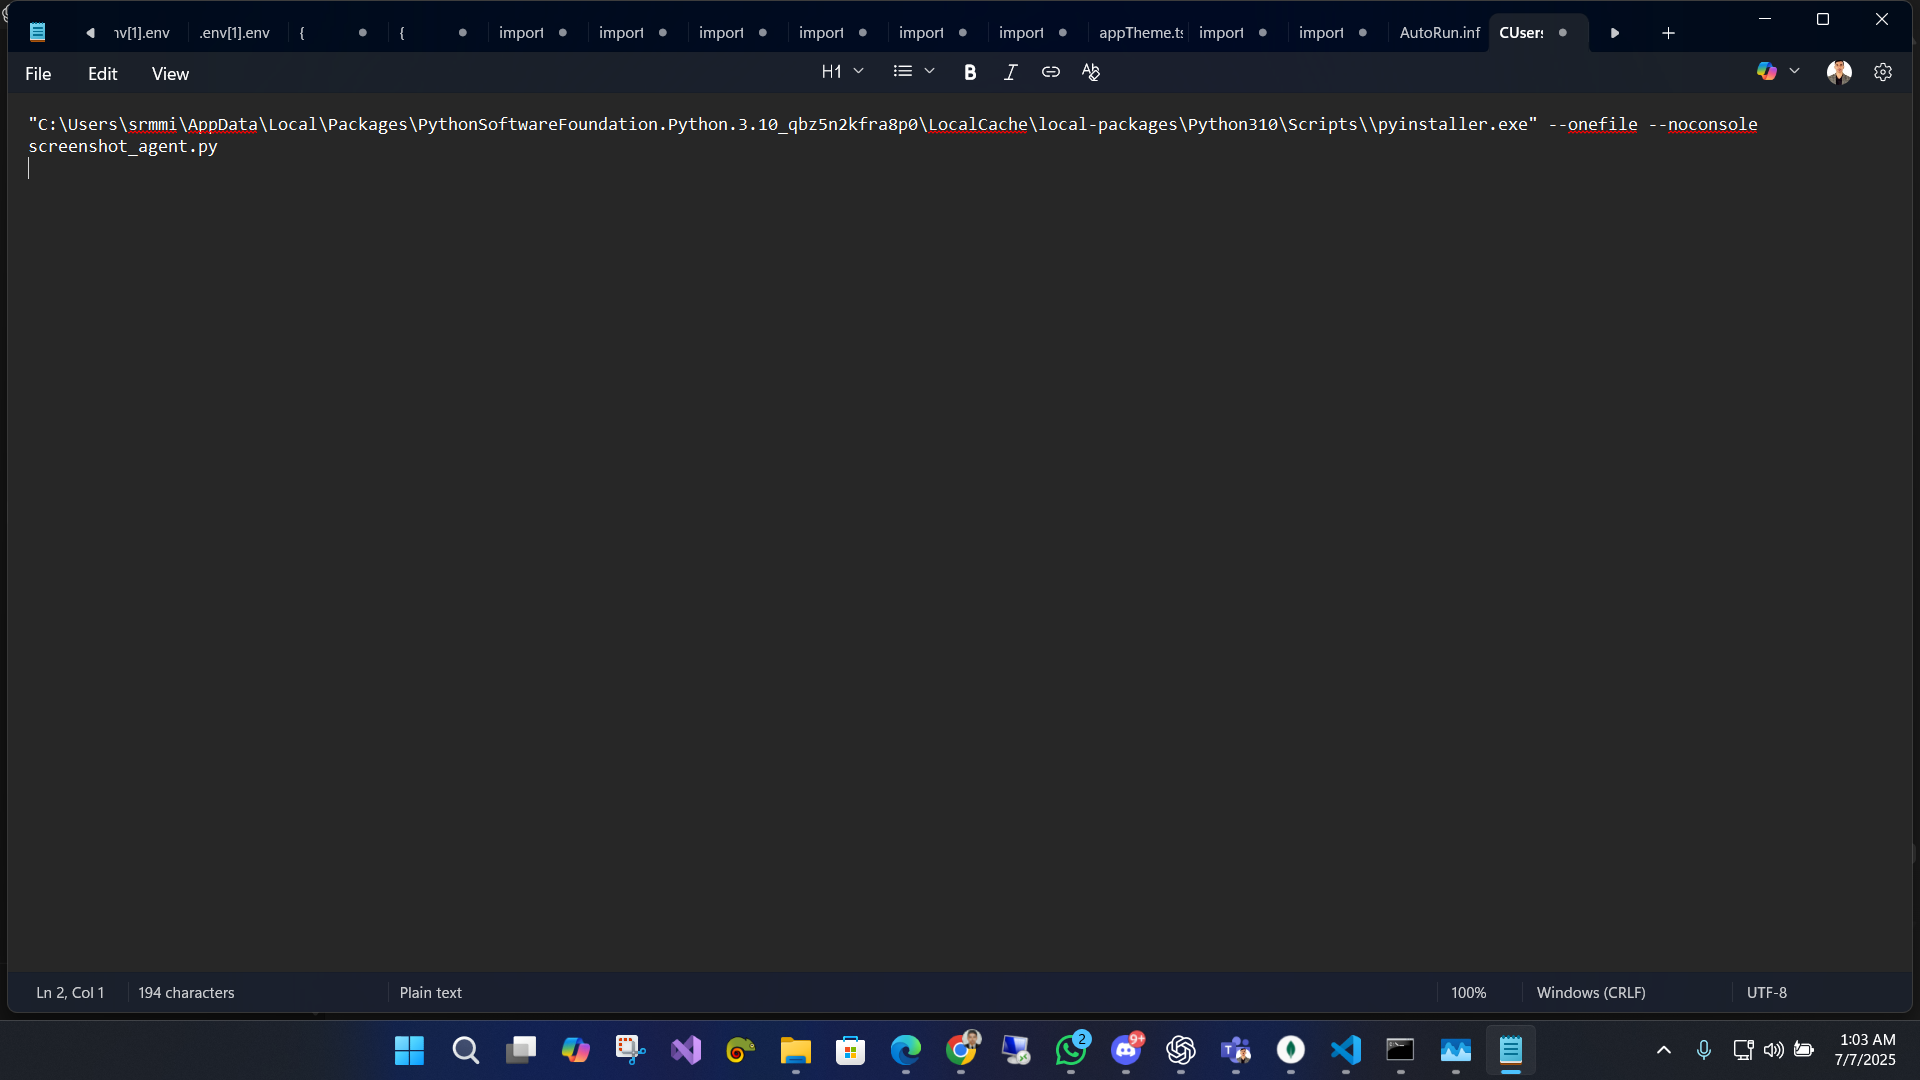 nv[1].env .env[1].env { { import import import import import import appTheme.ts import import AutoRun.inf CUsers
File Edit View H1
"C:\Users\srmmi\AppData\Local\Packages\PythonSoftwareFoundation.Python.3.10_qbz5n2kfra8p0\LocalCache\local-packages\Python310\Scripts\\pyinstaller.exe" --onefile --noconsole
screenshot_agent.py
Ln 2, Col 1 194 characters Plain text 100% Windows (CRLF) UTF-8
2 9+ 1:03 AM
7/7/2025